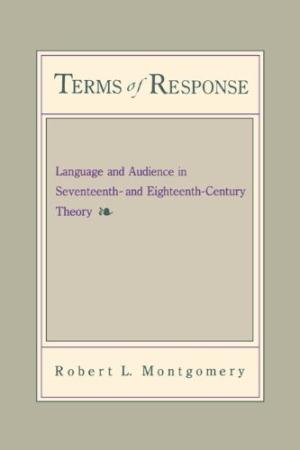 Terms of Response
Language and Audience in
Seventeenth- and Eighteenth-Century
Theory
Robert L. Montgomery